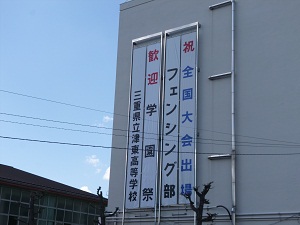 祝 全国大会出場
フェンシング部
歓迎 学園祭
三重県立津東高等学校